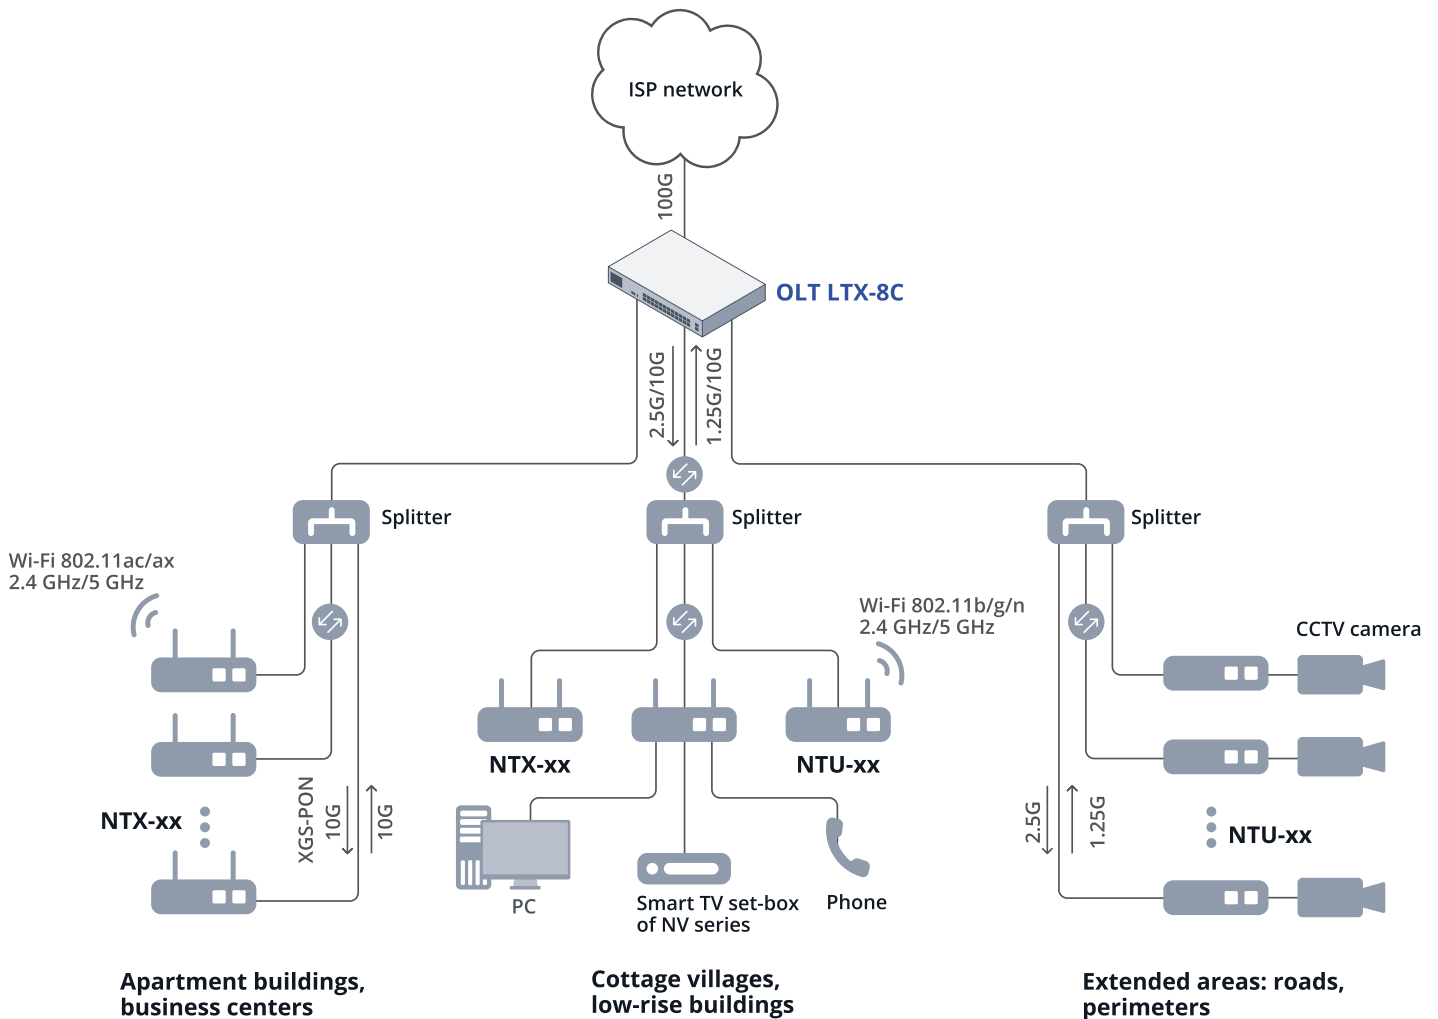 ISP network
100G
OLT LTX-8C
2.5G/10G
1.25G/10G
Splitter
Splitter
Splitter
Wi-Fi 802.11ac/ax
2.4 GHz/5 GHz
Wi-Fi 802.11b/g/n
2.4 GHz/5 GHz
CCTV camera
NTX-xx
NTU-xx
XGS-PON
10G
10G
NTX-xx
2.5G
1.25G
NTU-xx
PC
Smart TV set-box
of NV series
Phone
Apartment buildings,
business centers
Cottage villages,
low-rise buildings
Extended areas: roads,
perimeters